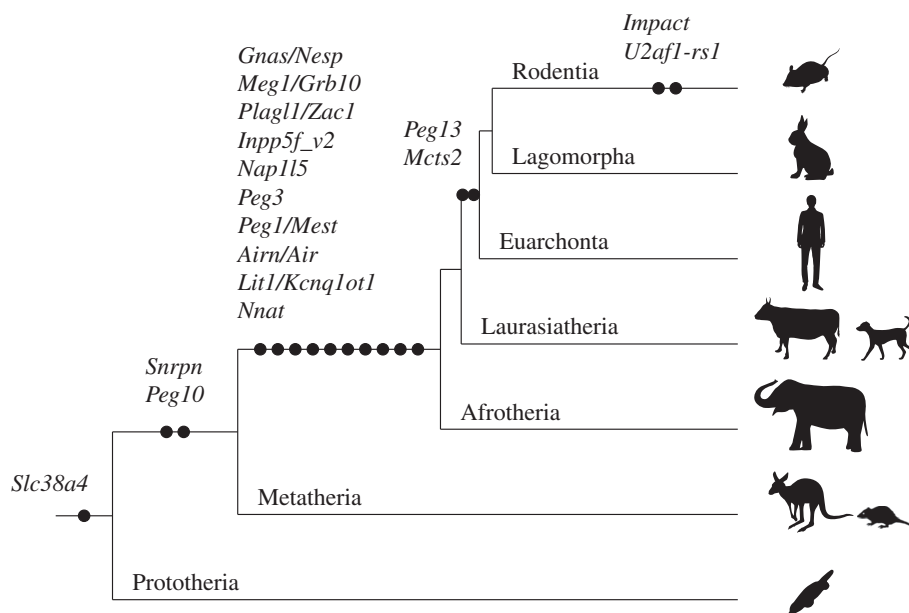 Gnas/Nesp
Meg1/Grb10
Plagl1/Zac1
Inpp5f_v2
Nap1l5
Peg3
Peg1/Mest
Airn/Air
Lit1/Kcnq1ot1
Nnat
Impact
U2af1-rs1
Rodentia
Peg13
Mcts2
Lagomorpha
Euarchonta
Laurasiatheria
Snrpn
Peg10
Afrotheria
Slc38a4
Metatheria
Prototheria